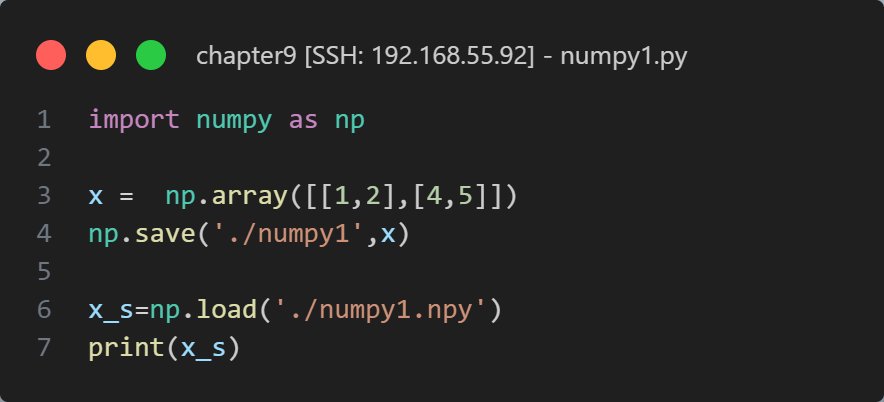 chapter9 [SSH: 192.168.55.92] - numpy1.py
1 import numpy as np
2
3 x =  np.array([[1,2],[4,5]])
4 np.save('./numpy1',x)
5
6 x_s=np.load('./numpy1.npy')
7 print(x_s)